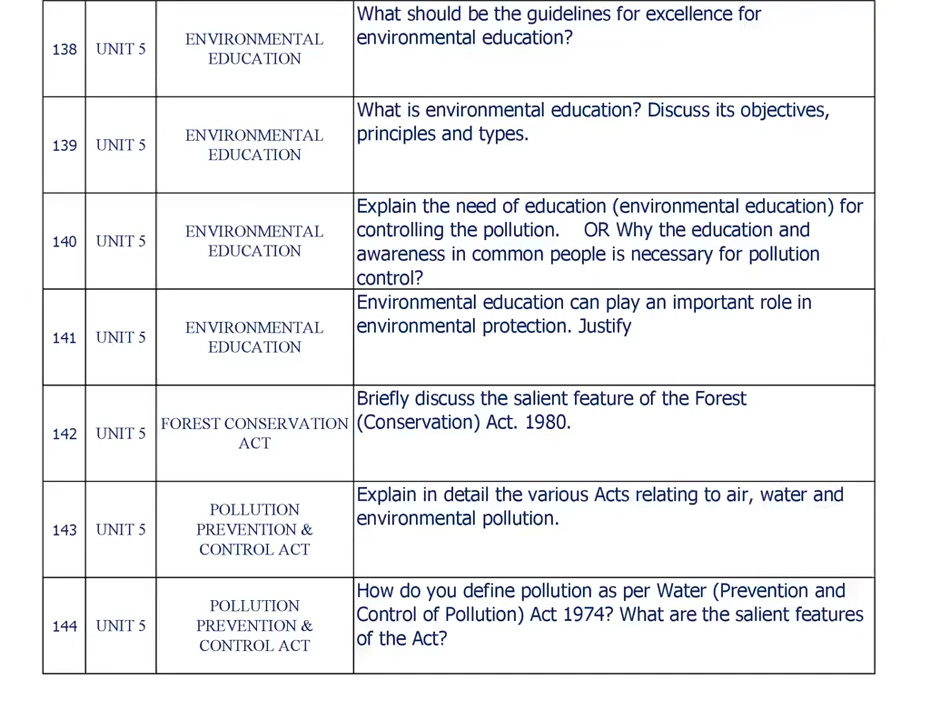 138 UNIT 5 ENVIRONMENTAL EDUCATION What should be the guidelines for excellence for
environmental education?
139 UNIT 5 ENVIRONMENTAL EDUCATION What is environmental education? Discuss its objectives,
principles and types.
140 UNIT 5 ENVIRONMENTAL EDUCATION Explain the need of education (environmental education) for
controlling the pollution. OR Why the education and
awareness in common people is necessary for pollution
control?
141 UNIT 5 ENVIRONMENTAL EDUCATION Environmental education can play an important role in
environmental protection. Justify
142 UNIT 5 FOREST CONSERVATION ACT Briefly discuss the salient feature of the Forest
(Conservation) Act. 1980.
143 UNIT 5 POLLUTION PREVENTION & CONTROL ACT Explain in detail the various Acts relating to air, water and
environmental pollution.
144 UNIT 5 POLLUTION PREVENTION & CONTROL ACT How do you define pollution as per Water (Prevention and
Control of Pollution) Act 1974? What are the salient features
of the Act?